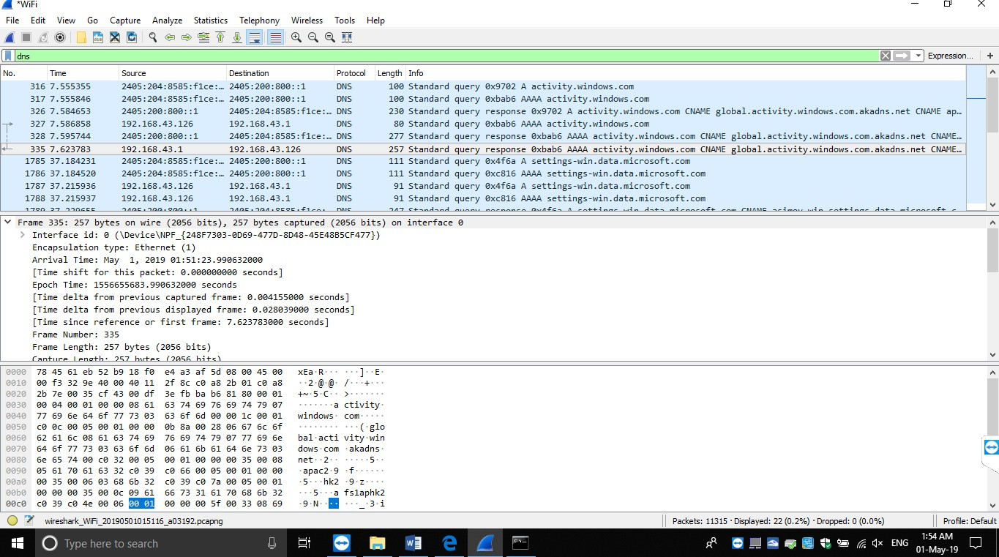 *WiFi
File Edit View Go Capture Analyze Statistics Telephony Wireless Tools Help
dns
Expression... +
No. Time Source Destination Protocol Length Info
316 7.555355 2405:204:8585:f1ce:… 2405:200:800::1 DNS 100 Standard query 0x9702 A activity.windows.com
317 7.555846 2405:204:8585:f1ce:… 2405:200:800::1 DNS 100 Standard query 0xbab6 AAAA activity.windows.com
326 7.584653 2405:200:800::1 2405:204:8585:f1ce:… DNS 230 Standard query response 0x9702 A activity.windows.com CNAME global.activity.windows.com.akadns.net CNAME ap…
327 7.586858 192.168.43.126 192.168.43.1 DNS 80 Standard query 0xbab6 AAAA activity.windows.com
328 7.595744 2405:200:800::1 2405:204:8585:f1ce:… DNS 277 Standard query response 0xbab6 AAAA activity.windows.com CNAME global.activity.windows.com.akadns.net CNAME…
335 7.623783 192.168.43.1 192.168.43.126 DNS 257 Standard query response 0xbab6 AAAA activity.windows.com CNAME global.activity.windows.com.akadns.net CNAME…
1785 37.184231 2405:204:8585:f1ce:… 2405:200:800::1 DNS 111 Standard query 0x4f6a A settings-win.data.microsoft.com
1786 37.184520 2405:204:8585:f1ce:… 2405:200:800::1 DNS 111 Standard query 0xc816 AAAA settings-win.data.microsoft.com
1787 37.215936 192.168.43.126 192.168.43.1 DNS 91 Standard query 0x4f6a A settings-win.data.microsoft.com
1788 37.215937 192.168.43.126 192.168.43.1 DNS 91 Standard query 0xc816 AAAA settings-win.data.microsoft.com
Frame 335: 257 bytes on wire (2056 bits), 257 bytes captured (2056 bits) on interface 0
Interface id: 0 (\Device\NPF_{248F7303-0D69-477D-8D48-45E48B5CF477})
Encapsulation type: Ethernet (1)
Arrival Time: May 1, 2019 01:51:23.990632000
[Time shift for this packet: 0.000000000 seconds]
Epoch Time: 1556655683.990632000 seconds
[Time delta from previous captured frame: 0.004155000 seconds]
[Time delta from previous displayed frame: 0.028039000 seconds]
[Time since reference or first frame: 7.623783000 seconds]
Frame Number: 335
Frame Length: 257 bytes (2056 bits)
Capture Length: 257 bytes (2056 bits)
0000 78 45 61 eb 52 b9 18 f0 e4 a3 af 5d 08 00 45 00 xEa·R··· ···]··E·
0010 00 f3 32 9e 40 00 40 11 2f 8c c0 a8 2b 01 c0 a8 ··2·@·@· /···+···
0020 2b 7e 00 35 cf 43 00 df 3e fb ba b6 81 80 00 01 +~·5·C·· >·······
0030 00 04 00 01 00 00 08 61 63 74 69 76 69 74 79 07 ·······a ctivity·
0040 77 69 6e 64 6f 77 73 03 63 6f 6d 00 00 1c 00 01 windows· com·····
0050 c0 0c 00 05 00 01 00 00 0b 8a 00 28 06 67 6c 6f ········ ···(·glo
0060 62 61 6c 08 61 63 74 69 76 69 74 79 07 77 69 6e bal·acti vity·win
0070 64 6f 77 73 03 63 6f 6d 06 61 6b 61 64 6e 73 03 dows·com ·akadns·
0080 6e 65 74 00 c0 32 00 05 00 01 00 00 00 35 00 08 net··2·· ·····5··
0090 05 61 70 61 63 32 c0 39 c0 66 00 05 00 01 00 00 ·apac2·9 ·f······
00a0 00 35 00 06 03 68 6b 32 c0 39 c0 7a 00 05 00 01 ·5···hk2 ·9·z····
00b0 00 00 00 35 00 0c 09 61 66 73 31 61 70 68 6b 32 ···5···a fs1aphk2
00c0 c0 39 c0 4e 00 06 00 01 00 00 00 5f 00 33 08 69 ·9·N···· ···_·3·i
wireshark_WiFi_20190501015116_a03192.pcapng
Packets: 11315 · Displayed: 22 (0.2%) · Dropped: 0 (0.0%)
Profile: Default
Type here to search
ENG
1:54 AM
01-May-19